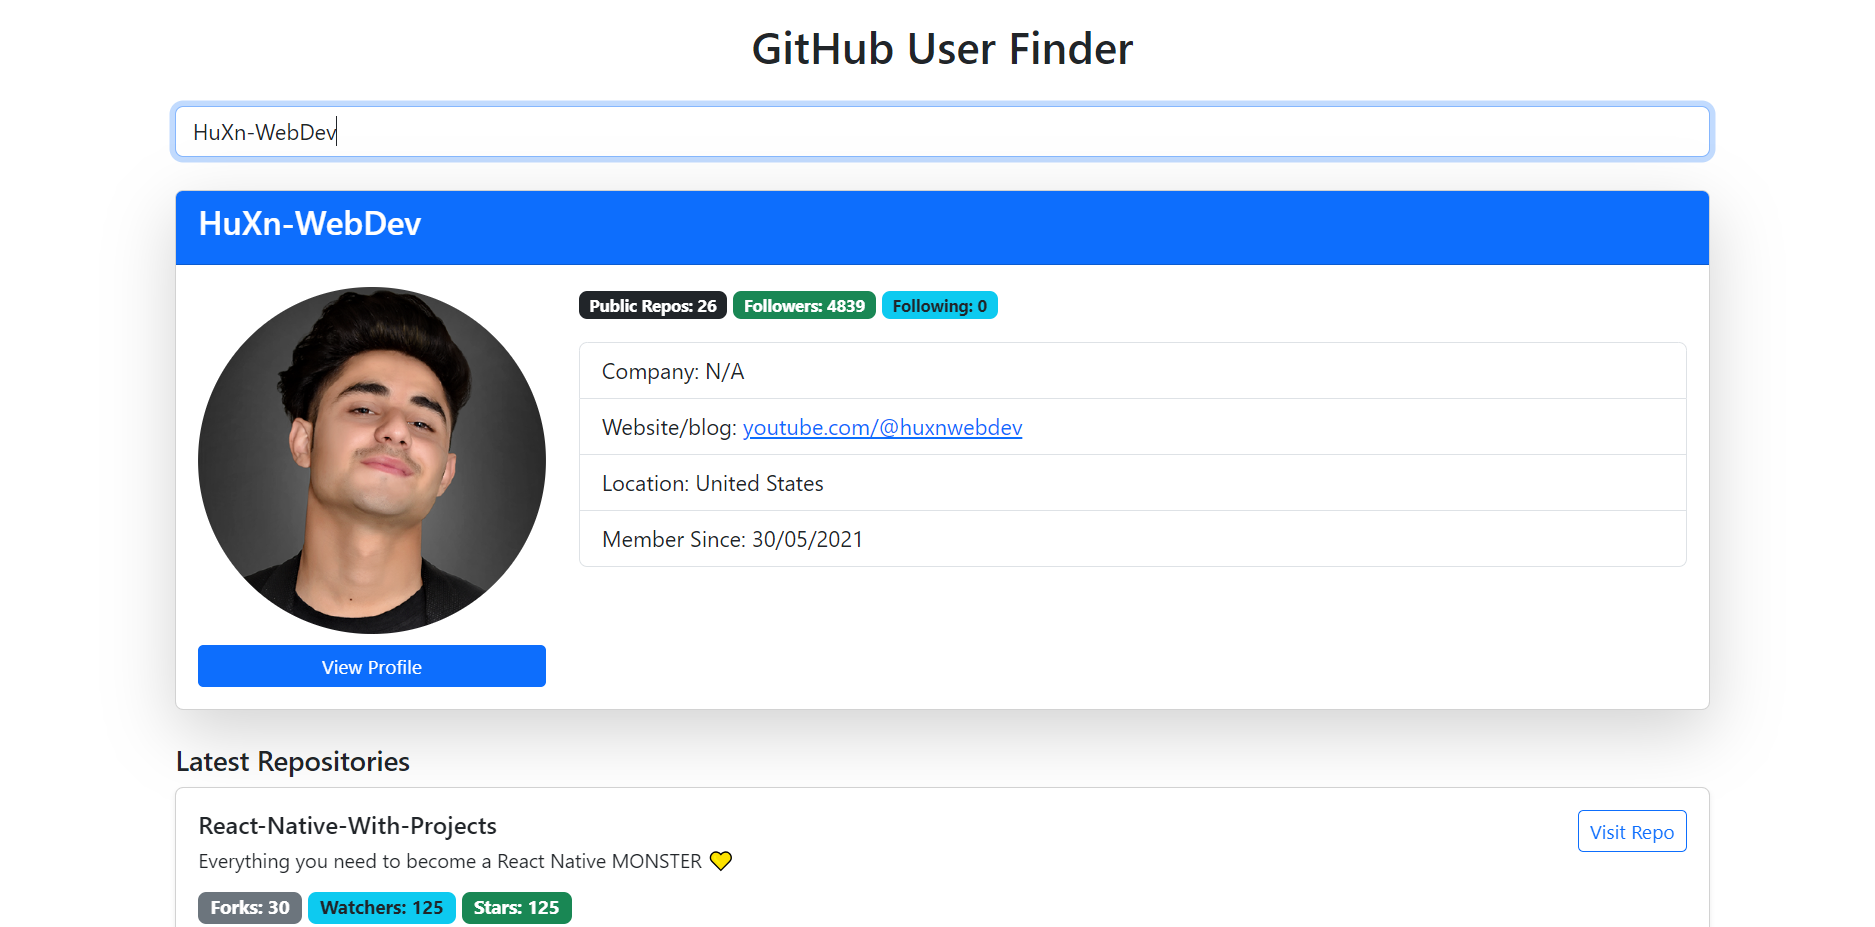 GitHub User Finder
HuXn-WebDev
HuXn-WebDev
Public Repos: 26 Followers: 4839 Following: 0
Company: N/A
Website/blog: youtube.com/@huxnwebdev
Location: United States
Member Since: 30/05/2021
View Profile
Latest Repositories
React-Native-With-Projects
Visit Repo
Everything you need to become a React Native MONSTER 💛
Forks: 30 Watchers: 125 Stars: 125